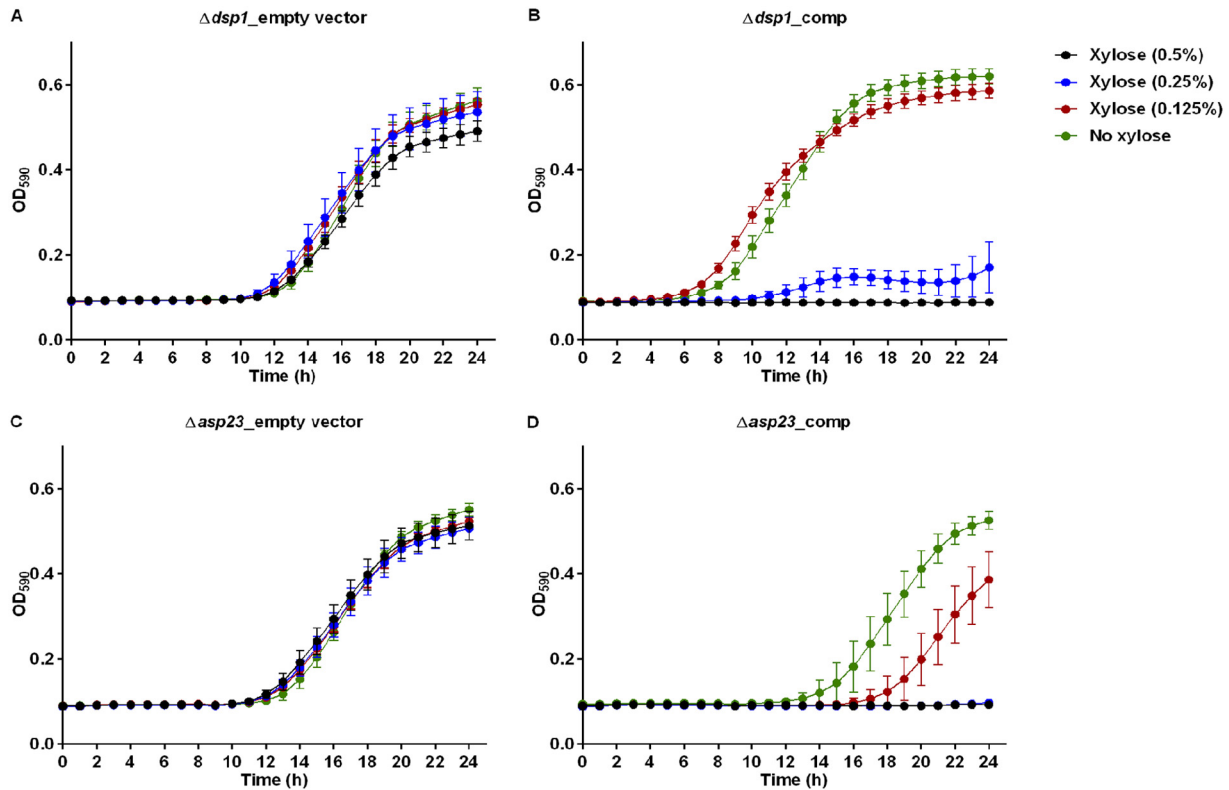 A
Δdsp1_empty vector
0.6
0.4
0.2
0.0
OD590
0 2 4 6 8 10 12 14 16 18 20 22 24
Time (h)
B
Δdsp1_comp
0.6
0.4
0.2
0.0
OD590
0 2 4 6 8 10 12 14 16 18 20 22 24
Time (h)
Xylose (0.5%)
Xylose (0.25%)
Xylose (0.125%)
No xylose
C
Δasp23_empty vector
0.6
0.4
0.2
0.0
OD590
0 2 4 6 8 10 12 14 16 18 20 22 24
Time (h)
D
Δasp23_comp
0.6
0.4
0.2
0.0
OD590
0 2 4 6 8 10 12 14 16 18 20 22 24
Time (h)